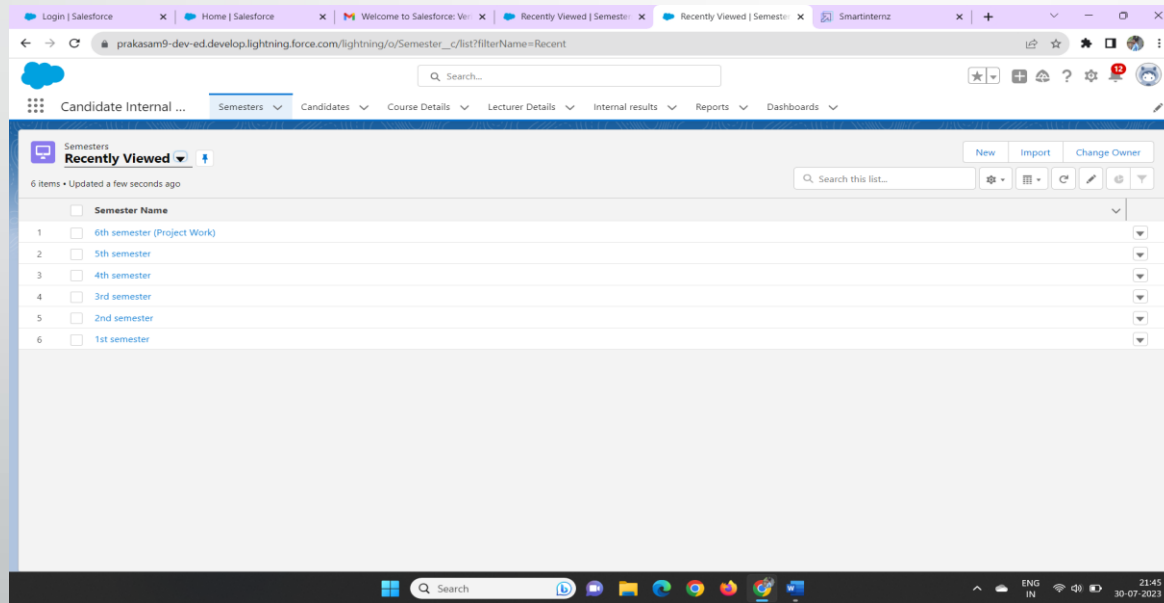 Login | Salesforce
Home | Salesforce
Welcome to Salesforce: Veri
Recently Viewed | Semester
Recently Viewed | Semester
Smartinternz
prakasam9-dev-ed.develop.lightning.force.com/lightning/o/Semester__c/list?filterName=Recent
Search...
12
Candidate Internal ...
Semesters
Candidates
Course Details
Lecturer Details
Internal results
Reports
Dashboards
Semesters
Recently Viewed
New
Import
Change Owner
6 items • Updated a few seconds ago
Search this list...
Semester Name
1 6th semester (Project Work)
2 5th semester
3 4th semester
4 3rd semester
5 2nd semester
6 1st semester
Search
ENG
IN
21:45
30-07-2023